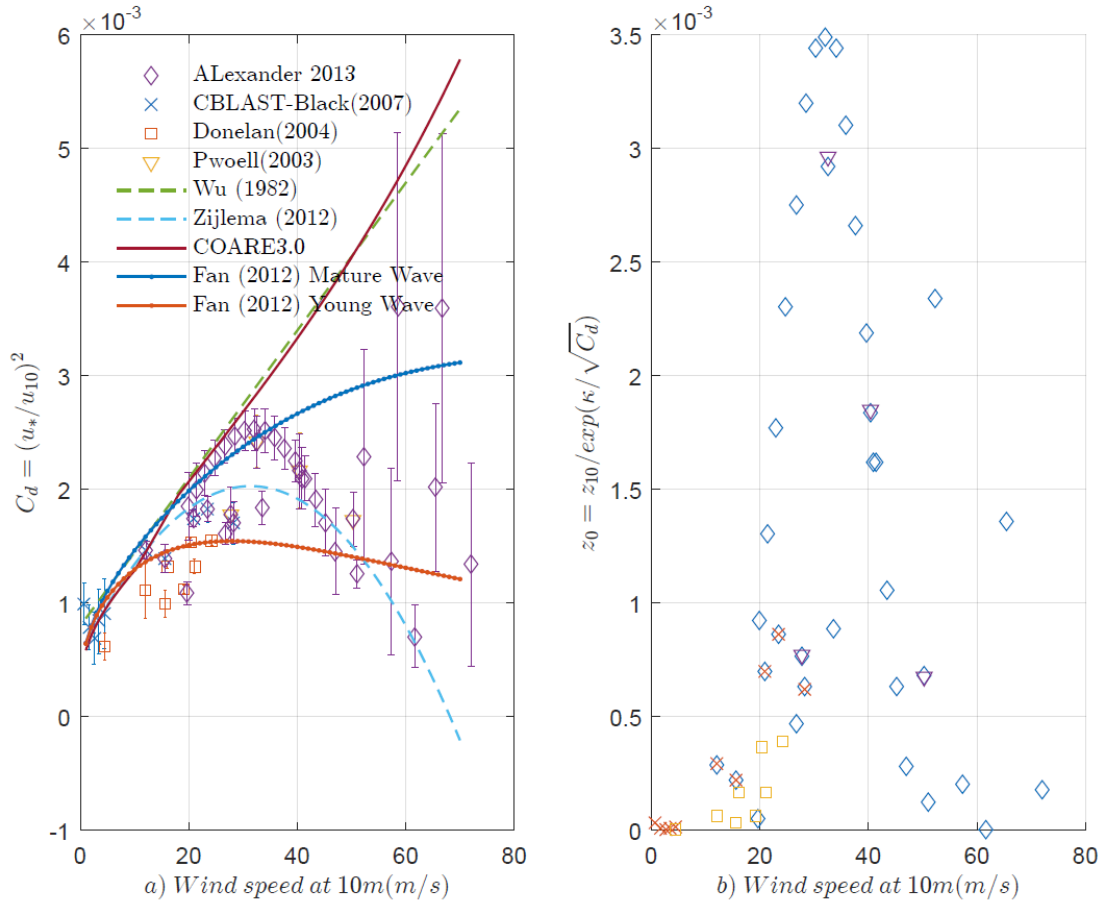 ×10⁻³
6
5
4
3
2
1
0
-1
C_d = (u_*/u_10)²
ALexander 2013
CBLAST-Black(2007)
Donelan(2004)
Pwoell(2003)
Wu (1982)
Zijlema (2012)
COARE3.0
Fan (2012) Mature Wave
Fan (2012) Young Wave
0 20 40 60 80
a) Wind speed at 10m(m/s)
×10⁻³
3.5
3
2.5
2
1.5
1
0.5
0
z_0 = z_10/exp(κ/√C_d)
0 20 40 60 80
b) Wind speed at 10m(m/s)